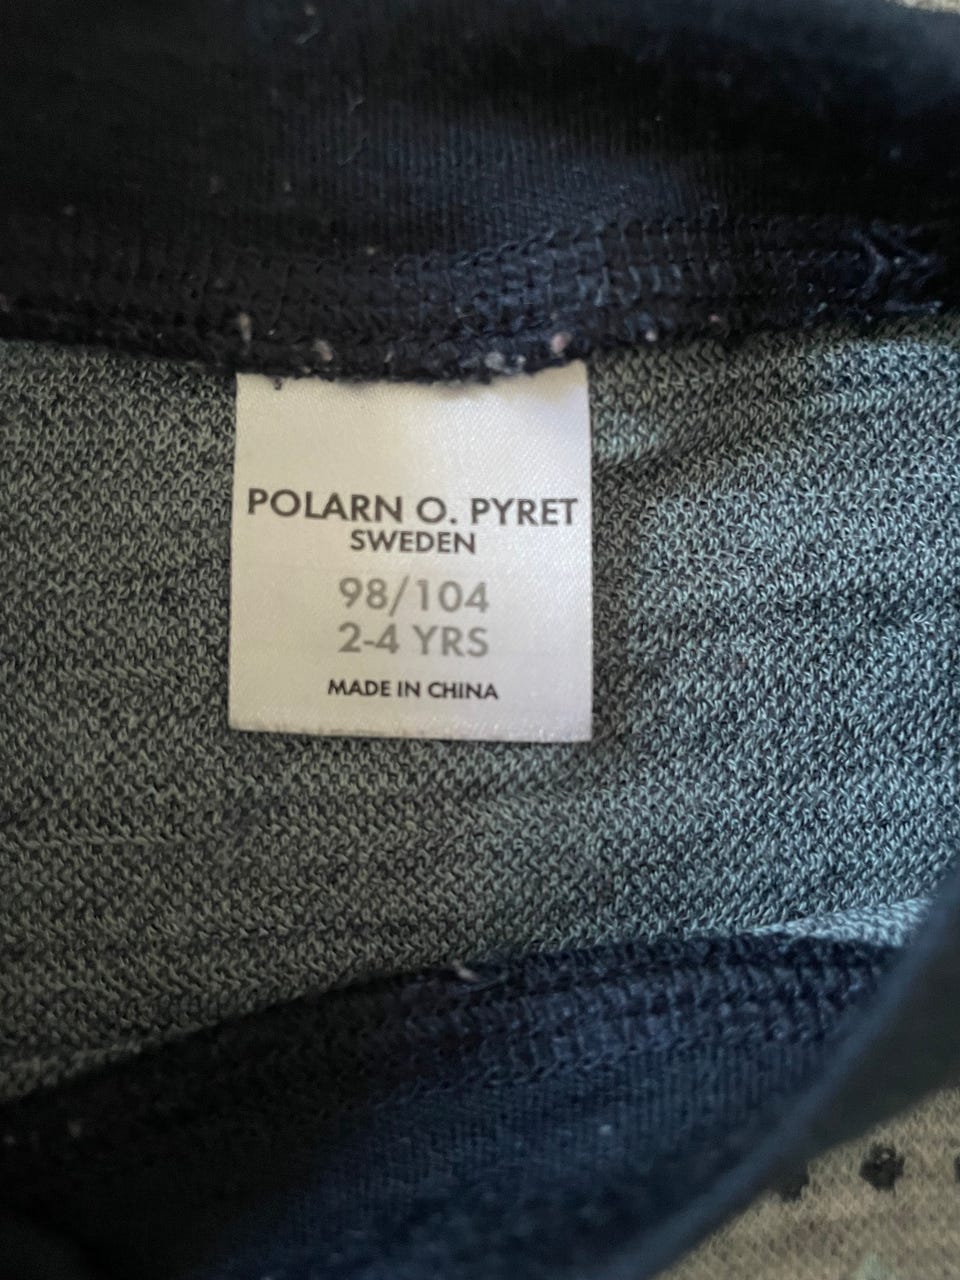 POLARN O. PYRET
SWEDEN
98/104
2-4 YRS
MADE IN CHINA